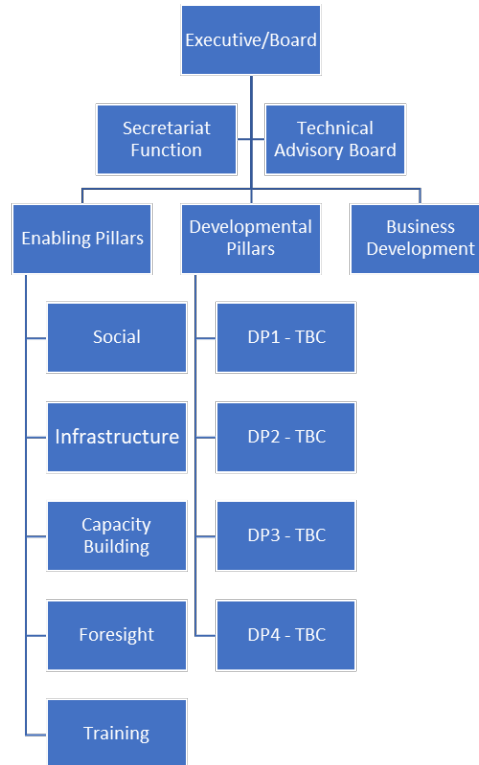 Executive/Board
Secretariat
Function
Technical
Advisory Board
Enabling Pillars
Developmental
Pillars
Business
Development
Social
Infrastructure
Capacity
Building
Foresight
Training
DP1 - TBC
DP2 - TBC
DP3 - TBC
DP4 - TBC